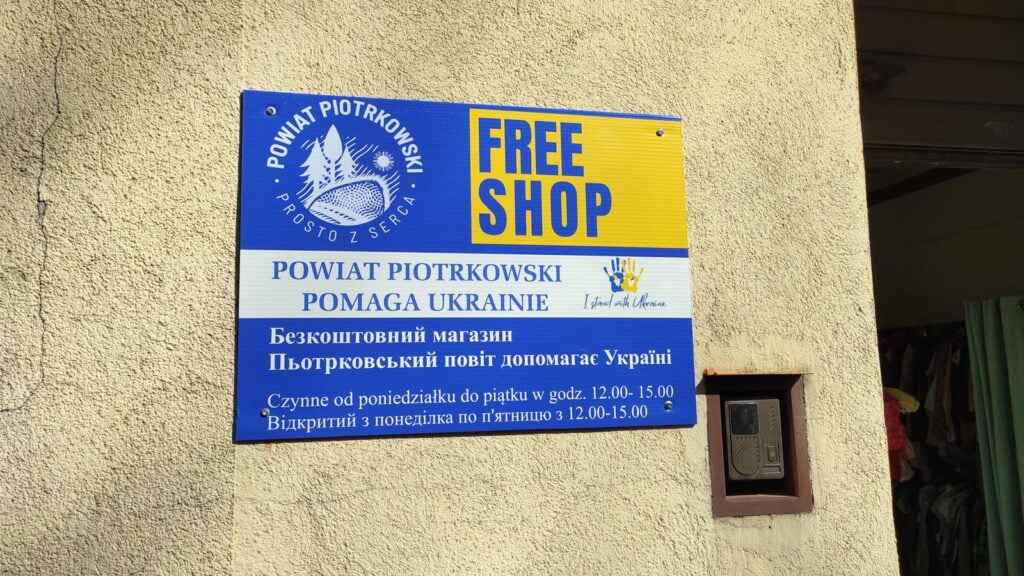 POWIAT PIOTRKOWSKI
PROSTO Z SERCA
FREE
SHOP
POWIAT PIOTRKOWSKI
POMAGA UKRAINIE
I stand with Ukraine
Безкоштовний магазин
Пьотрковський повіт допомагає Україні
Czynne od poniedziałku do piątku w godz. 12.00- 15.00
Відкритий з понеділка по п'ятницю з 12.00-15.00